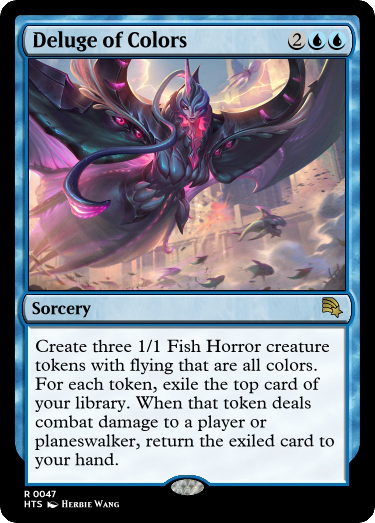 Deluge of Colors 2
Sorcery
Create three 1/1 Fish Horror creature
tokens with flying that are all colors.
For each token, exile the top card of
your library. When that token deals
combat damage to a player or
planeswalker, return the exiled card to
your hand.
R 0047
HTS Herbie Wang